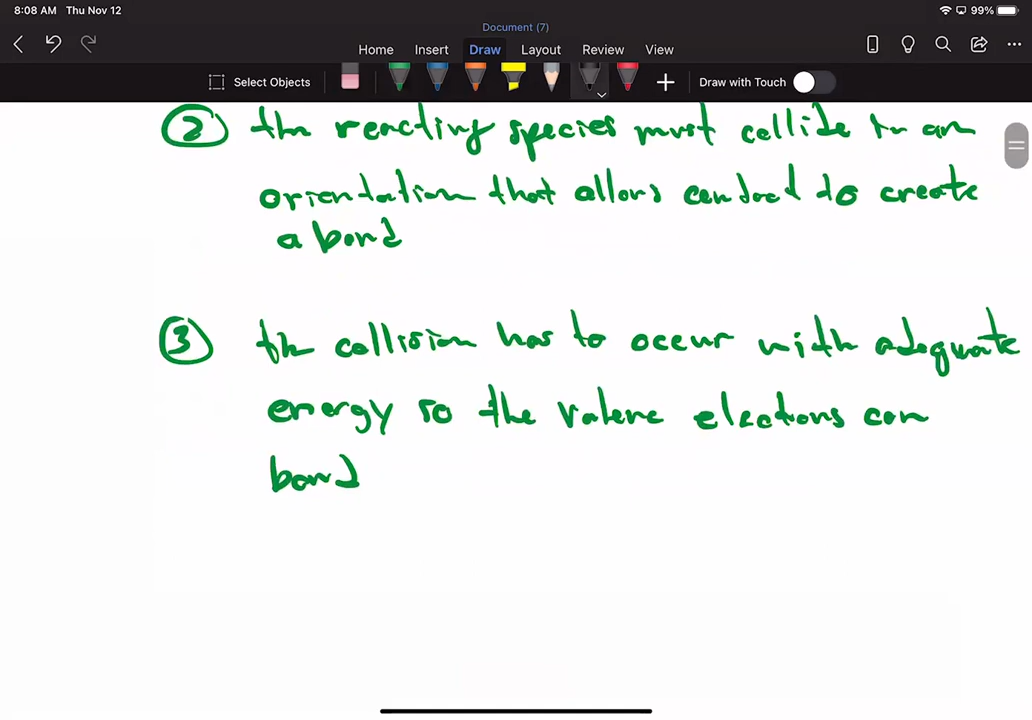 8:08 AM Thu Nov 12 99%
Document (7)
Home Insert Draw Layout Review View
Select Objects Draw with Touch
② the reacting species must collide in an
orientation that allows contact to create
a bond
③ the collision has to occur with adequate
energy so the valenc electrons can
bond